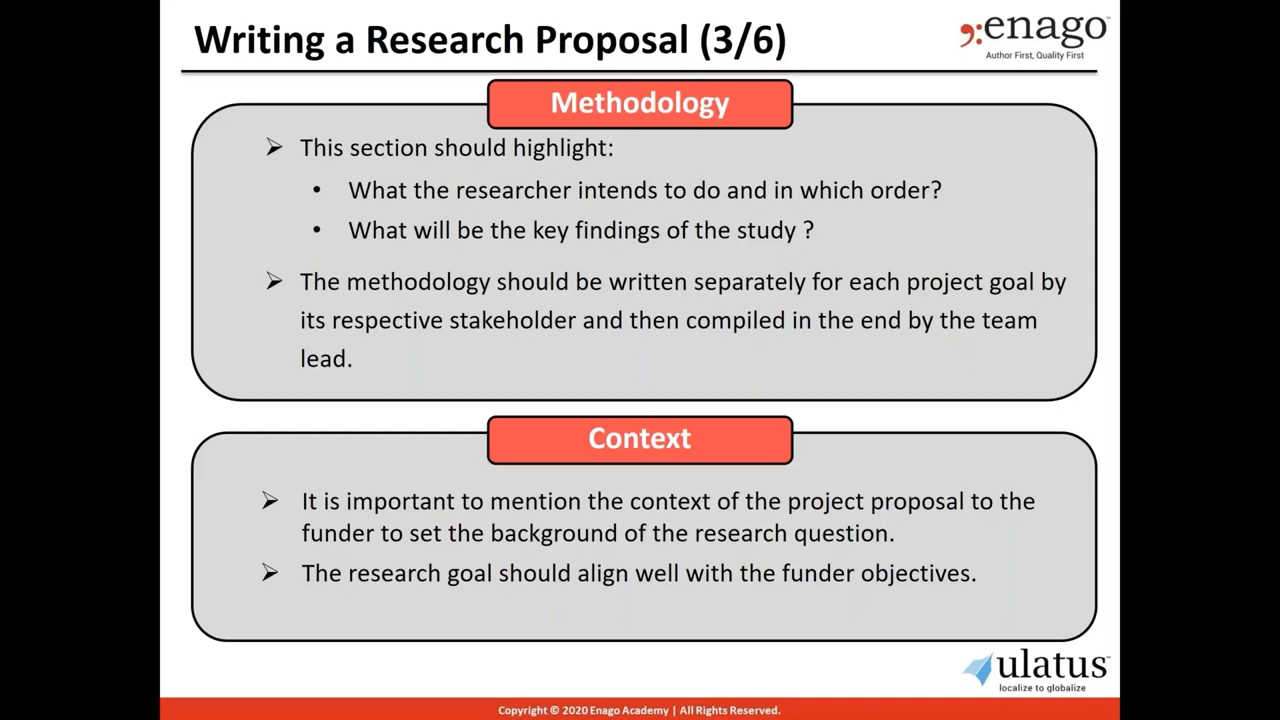 Writing a Research Proposal (3/6)
enago™
Author First, Quality First
Methodology
➢ This section should highlight:
• What the researcher intends to do and in which order?
• What will be the key findings of the study ?
➢ The methodology should be written separately for each project goal by
its respective stakeholder and then compiled in the end by the team
lead.
Context
➢ It is important to mention the context of the project proposal to the
funder to set the background of the research question.
➢ The research goal should align well with the funder objectives.
ulatus™
localize to globalize
Copyright © 2020 Enago Academy | All Rights Reserved.